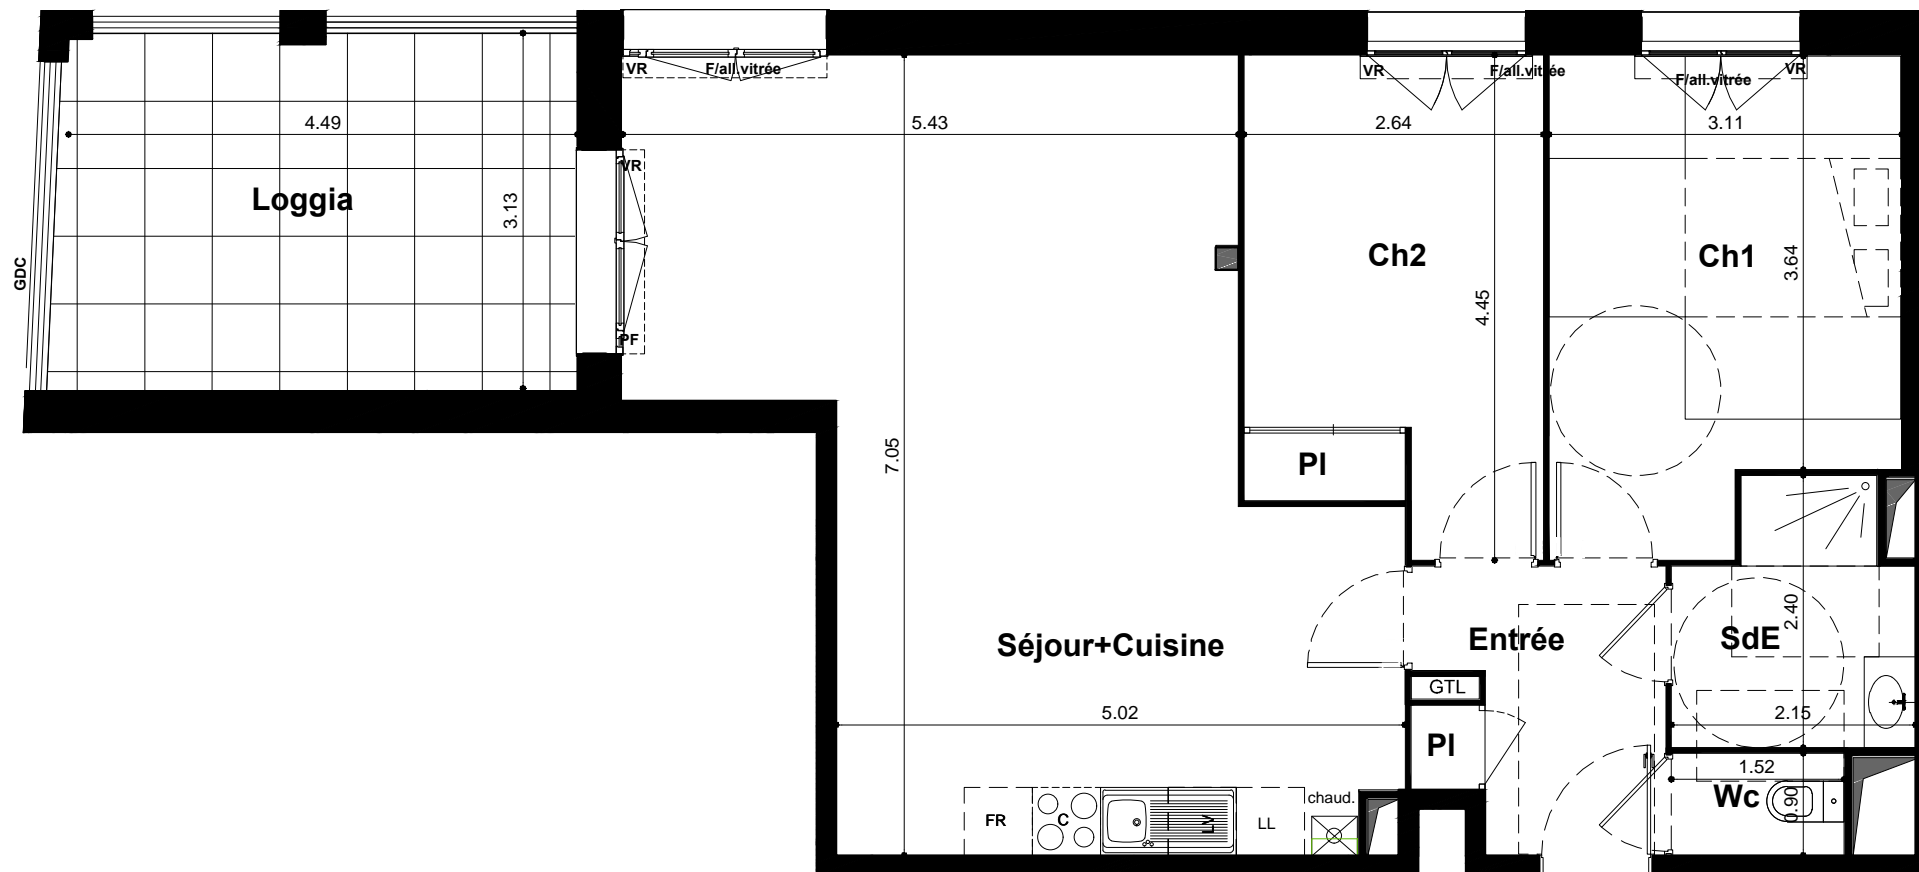 VR
F/all.vitrée
VR
F/all.vitrée
F/all.vitrée
VR
4.49
5.43
2.64
3.11
VR
Loggia
3.13
Ch2
Ch1
3.64
GDC
4.45
PF
7.05
Pl
2.40
Séjour+Cuisine
Entrée
SdE
GTL
5.02
2.15
Pl
1.52
Wc
0.90
chaud.
FR
C
LV
LL